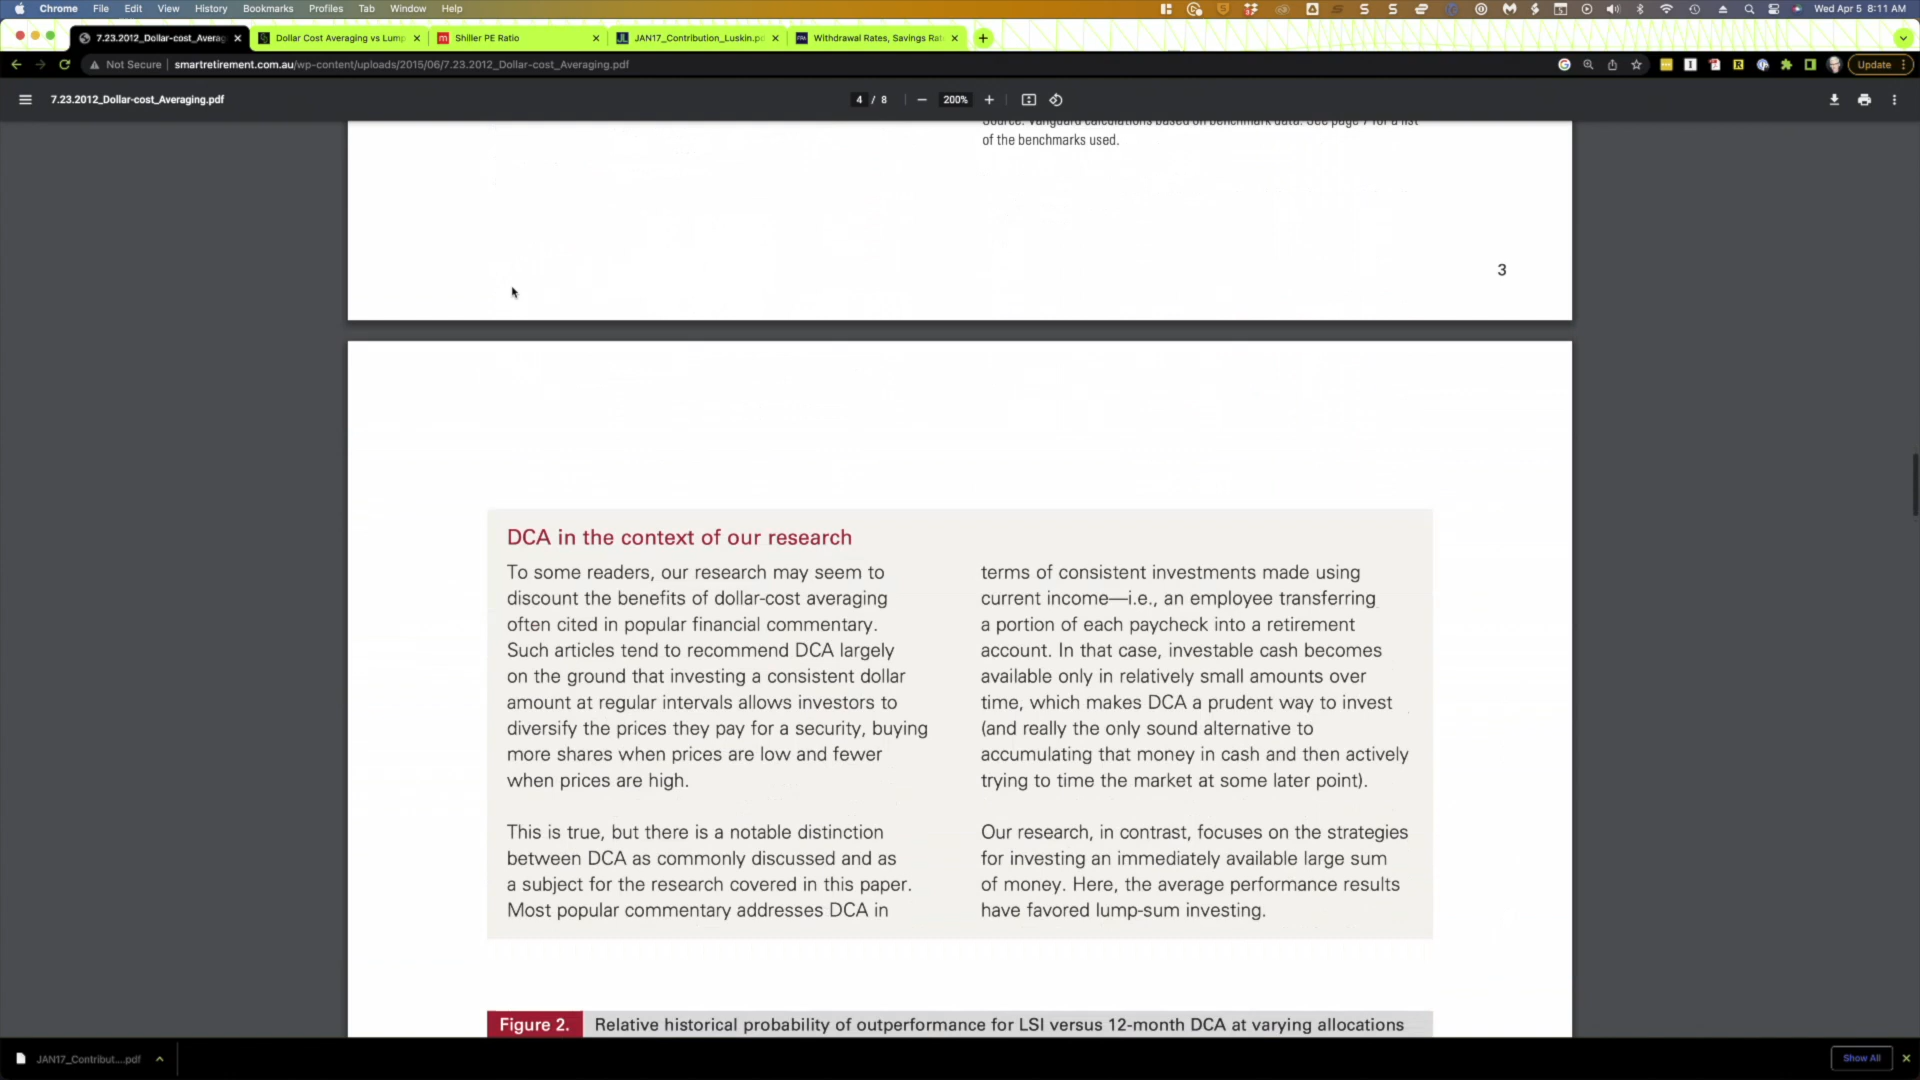 Chrome File Edit View History Bookmarks Profiles Tab Window Help Wed Apr 5 8:11 AM
7.23.2012_Dollar-cost_Averag Dollar Cost Averaging vs Lump Shiller PE Ratio JAN17_Contribution_Luskin.pd Withdrawal Rates, Savings Rat
Not Secure smartretirement.com.au/wp-content/uploads/2015/06/7.23.2012_Dollar-cost_Averaging.pdf Update
7.23.2012_Dollar-cost_Averaging.pdf 4 / 8 200%
Source: Vanguard calculations based on benchmark data. See page 7 for a list
of the benchmarks used.
3
DCA in the context of our research
To some readers, our research may seem to
discount the benefits of dollar-cost averaging
often cited in popular financial commentary.
Such articles tend to recommend DCA largely
on the ground that investing a consistent dollar
amount at regular intervals allows investors to
diversify the prices they pay for a security, buying
more shares when prices are low and fewer
when prices are high.
This is true, but there is a notable distinction
between DCA as commonly discussed and as
a subject for the research covered in this paper.
Most popular commentary addresses DCA in
terms of consistent investments made using
current income—i.e., an employee transferring
a portion of each paycheck into a retirement
account. In that case, investable cash becomes
available only in relatively small amounts over
time, which makes DCA a prudent way to invest
(and really the only sound alternative to
accumulating that money in cash and then actively
trying to time the market at some later point).
Our research, in contrast, focuses on the strategies
for investing an immediately available large sum
of money. Here, the average performance results
have favored lump-sum investing.
Figure 2. Relative historical probability of outperformance for LSI versus 12-month DCA at varying allocations
JAN17_Contribut....pdf Show All